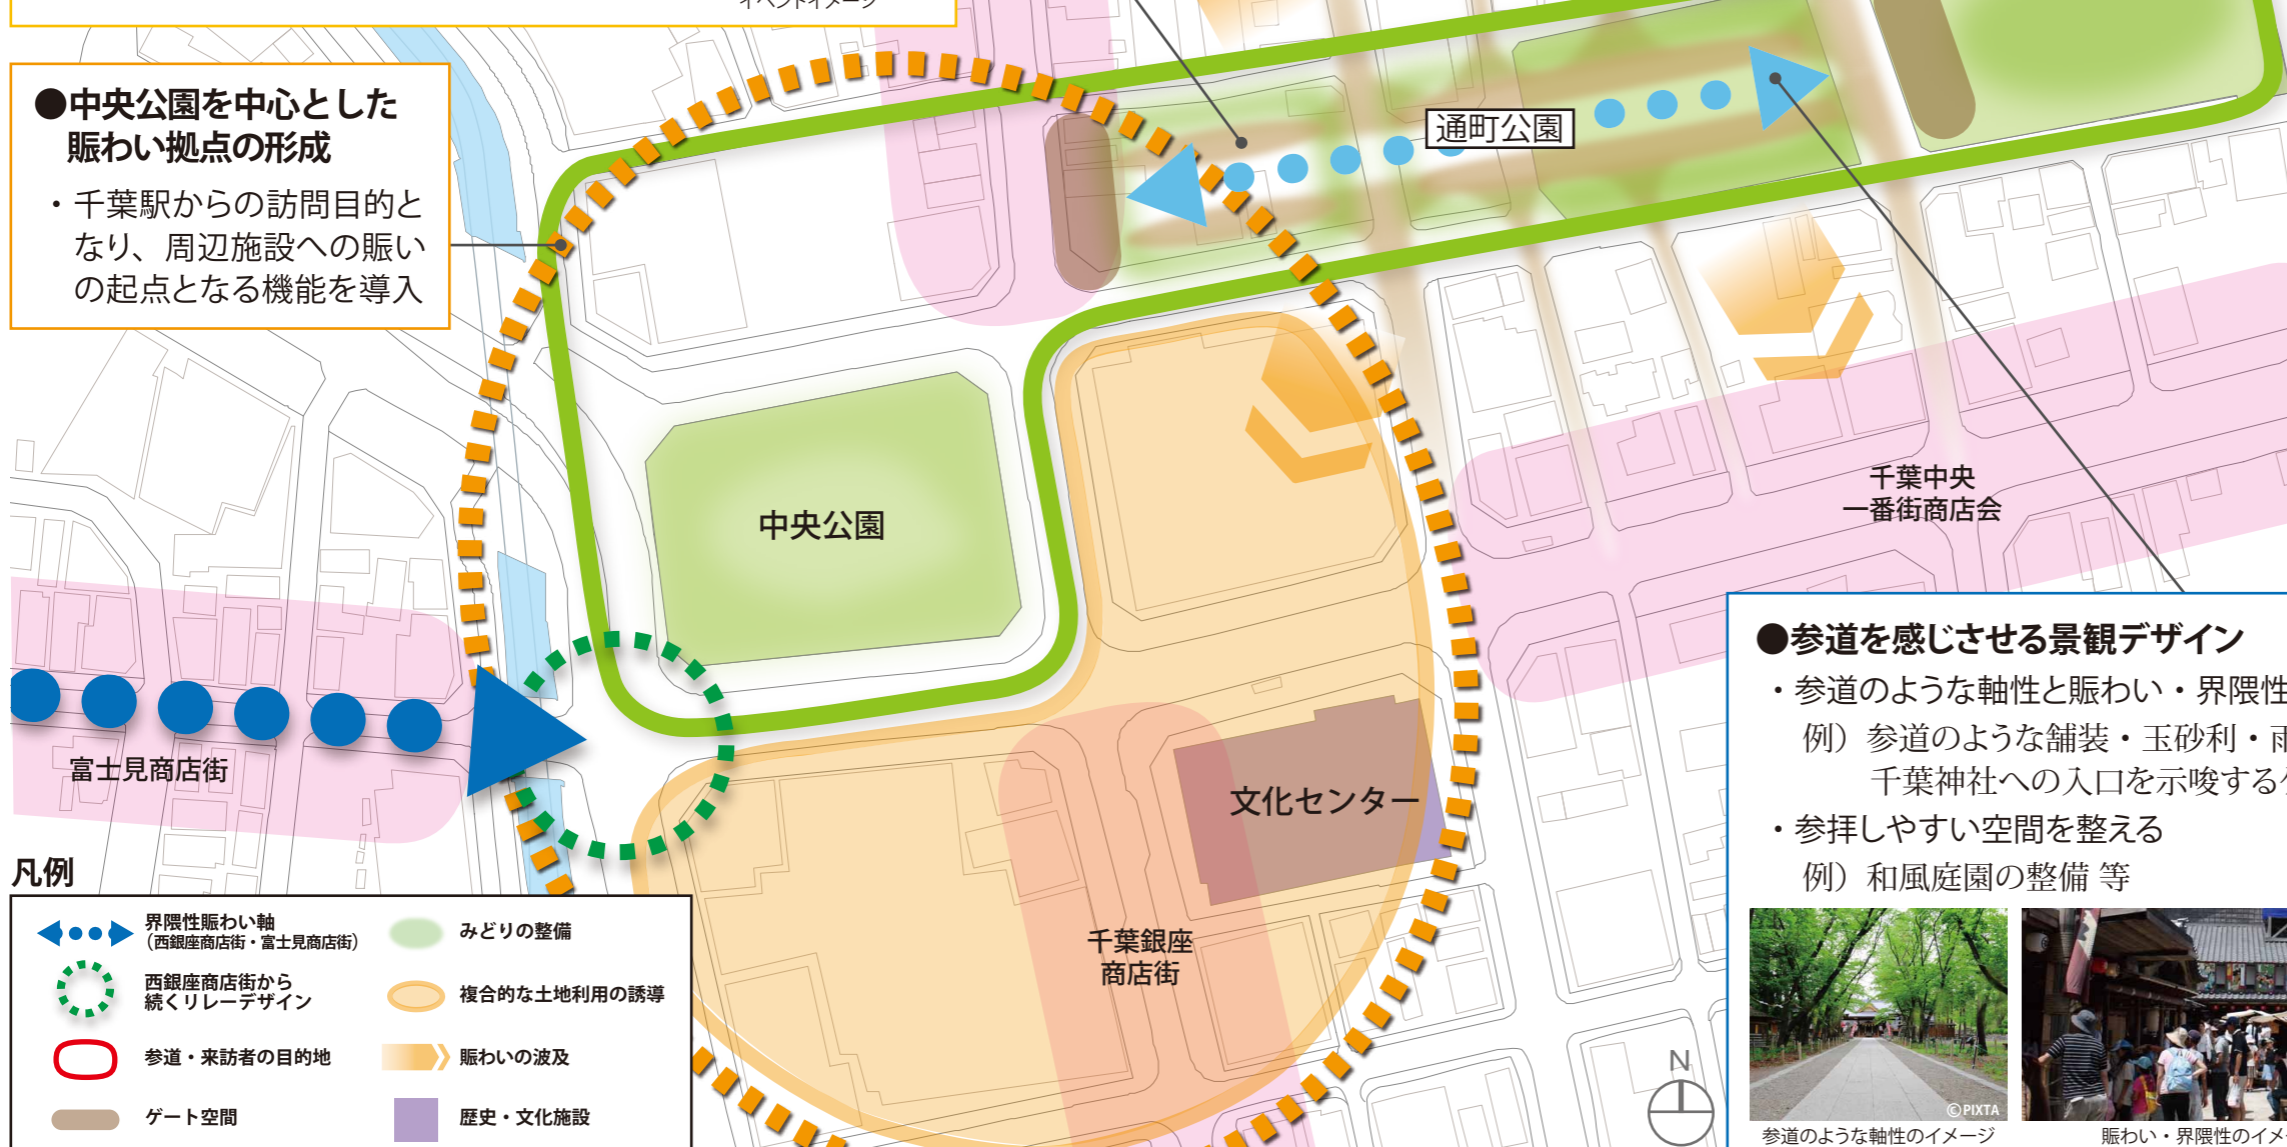 イベントイメージ
●中央公園を中心とした
賑わい拠点の形成
・千葉駅からの訪問目的と
なり、周辺施設への賑い
の起点となる機能を導入
通町公園
中央公園
千葉中央
一番街商店会
富士見商店街
文化センター
千葉銀座
商店街
●参道を感じさせる景観デザイン
・参道のような軸性と賑わい・界隈性
例）参道のような舗装・玉砂利・雨
千葉神社への入口を示唆する
・参拝しやすい空間を整える
例）和風庭園の整備 等
©PIXTA
参道のような軸性のイメージ
賑わい・界隈性のイメ
N
凡例
界隈性賑わい軸
（西銀座商店街・富士見商店街）
西銀座商店街から
続くリレーデザイン
参道・来訪者の目的地
ゲート空間
みどりの整備
複合的な土地利用の誘導
賑わいの波及
歴史・文化施設